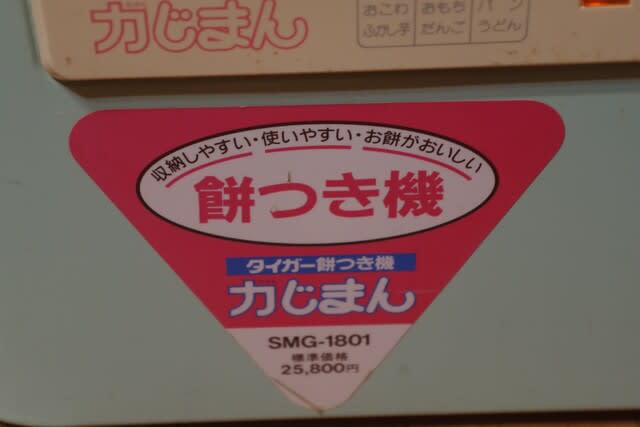 力じまん
おこわ おもち パン
ふかし芋 だんご うどん
収納しやすい・使いやすい・お餅がおいしい
餅つき機
タイガー餅つき機
力じまん
SMG-1801
標準価格
25,800円